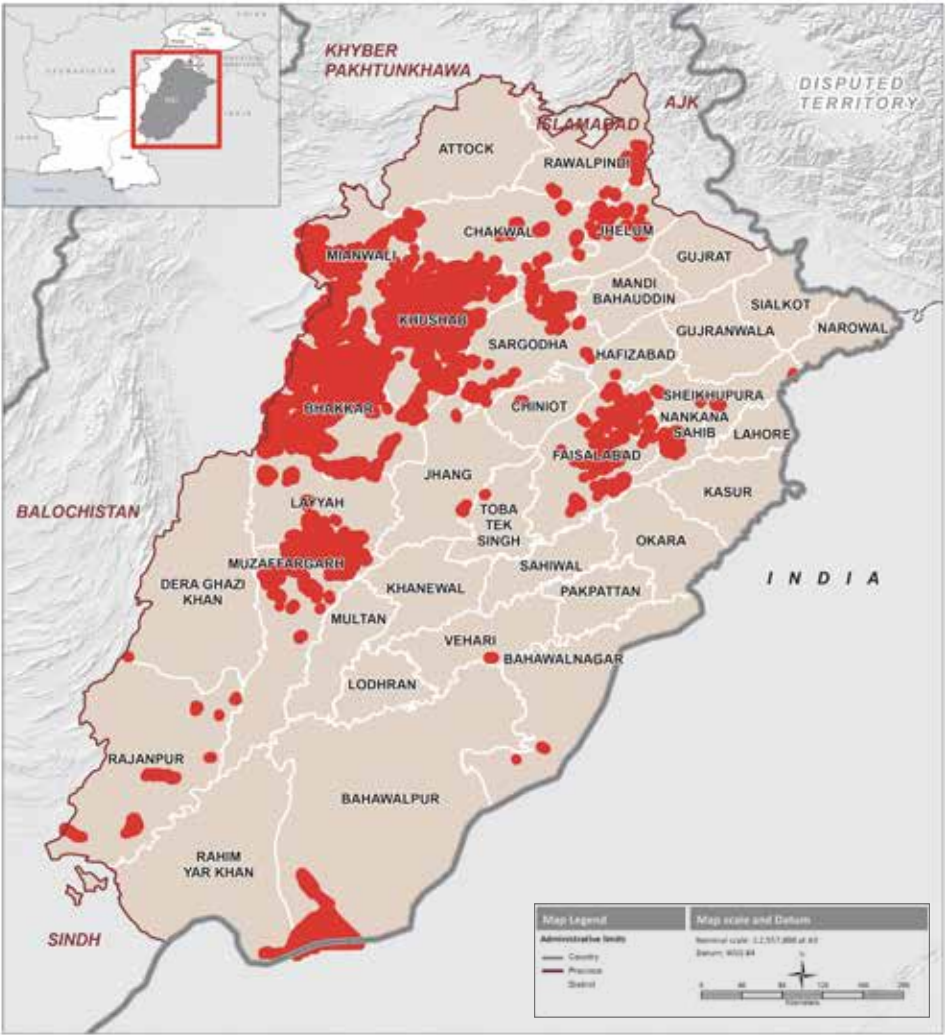 KHYBER
PAKHTUNKHAWA
DISPUTED
TERRITORY
AJK
ISLAMABAD
ATTOCK
RAWALPINDI
CHAKWAL
JHELUM
MIANWALI
GUJRAT
MANDI
BAHAUDDIN
SIALKOT
KHUSHAB
GUJRANWALA
NAROWAL
SARGODHA
HAFIZABAD
SHEIKHUPURA
BHAKKAR
CHINIOT
NANKANA
SAHIB
LAHORE
FAISALABAD
JHANG
KASUR
LAYYAH
BALOCHISTAN
TOBA
TEK
SINGH
OKARA
MUZAFFARGARH
SAHIWAL
INDIA
DERA GHAZI
KHAN
KHANEWAL
PAKPATTAN
MULTAN
VEHARI
BAHAWALNAGAR
LODHRAN
RAJANPUR
BAHAWALPUR
RAHIM
YAR KHAN
SINDH
Map Legend
Administrative limits
Country
Province
District
Map scale and Datum
Kilometers